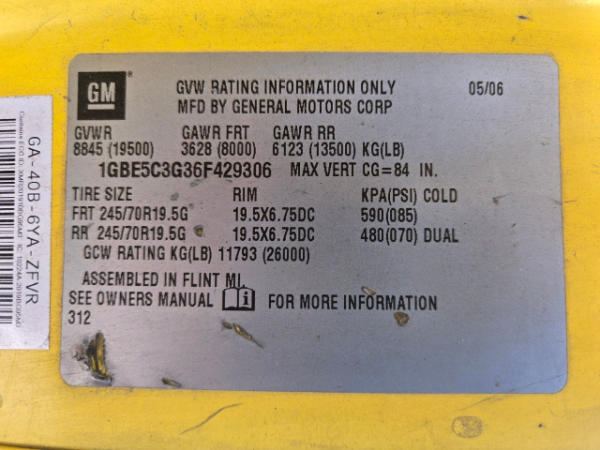 GM
GVW RATING INFORMATION ONLY 05/06
MFD BY GENERAL MOTORS CORP
GVWR GAWR FRT GAWR RR
8845 (19500) 3628 (8000) 6123 (13500) KG(LB)
1GBE5C3G36F429306 MAX VERT CG=84 IN.
TIRE SIZE RIM KPA(PSI) COLD
FRT 245/70R19.5G 19.5X6.75DC 590(085)
RR 245/70R19.5G 19.5X6.75DC 480(070) DUAL
GCW RATING KG(LB) 11793 (26000)
ASSEMBLED IN FLINT MI,
SEE OWNERS MANUAL i FOR MORE INFORMATION
312
GA-40B-6YA-ZFVR